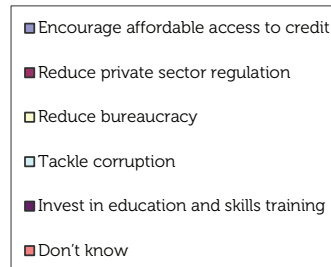 Encourage affordable access to credit
Reduce private sector regulation
Reduce bureaucracy
Tackle corruption
Invest in education and skills training
Don't know